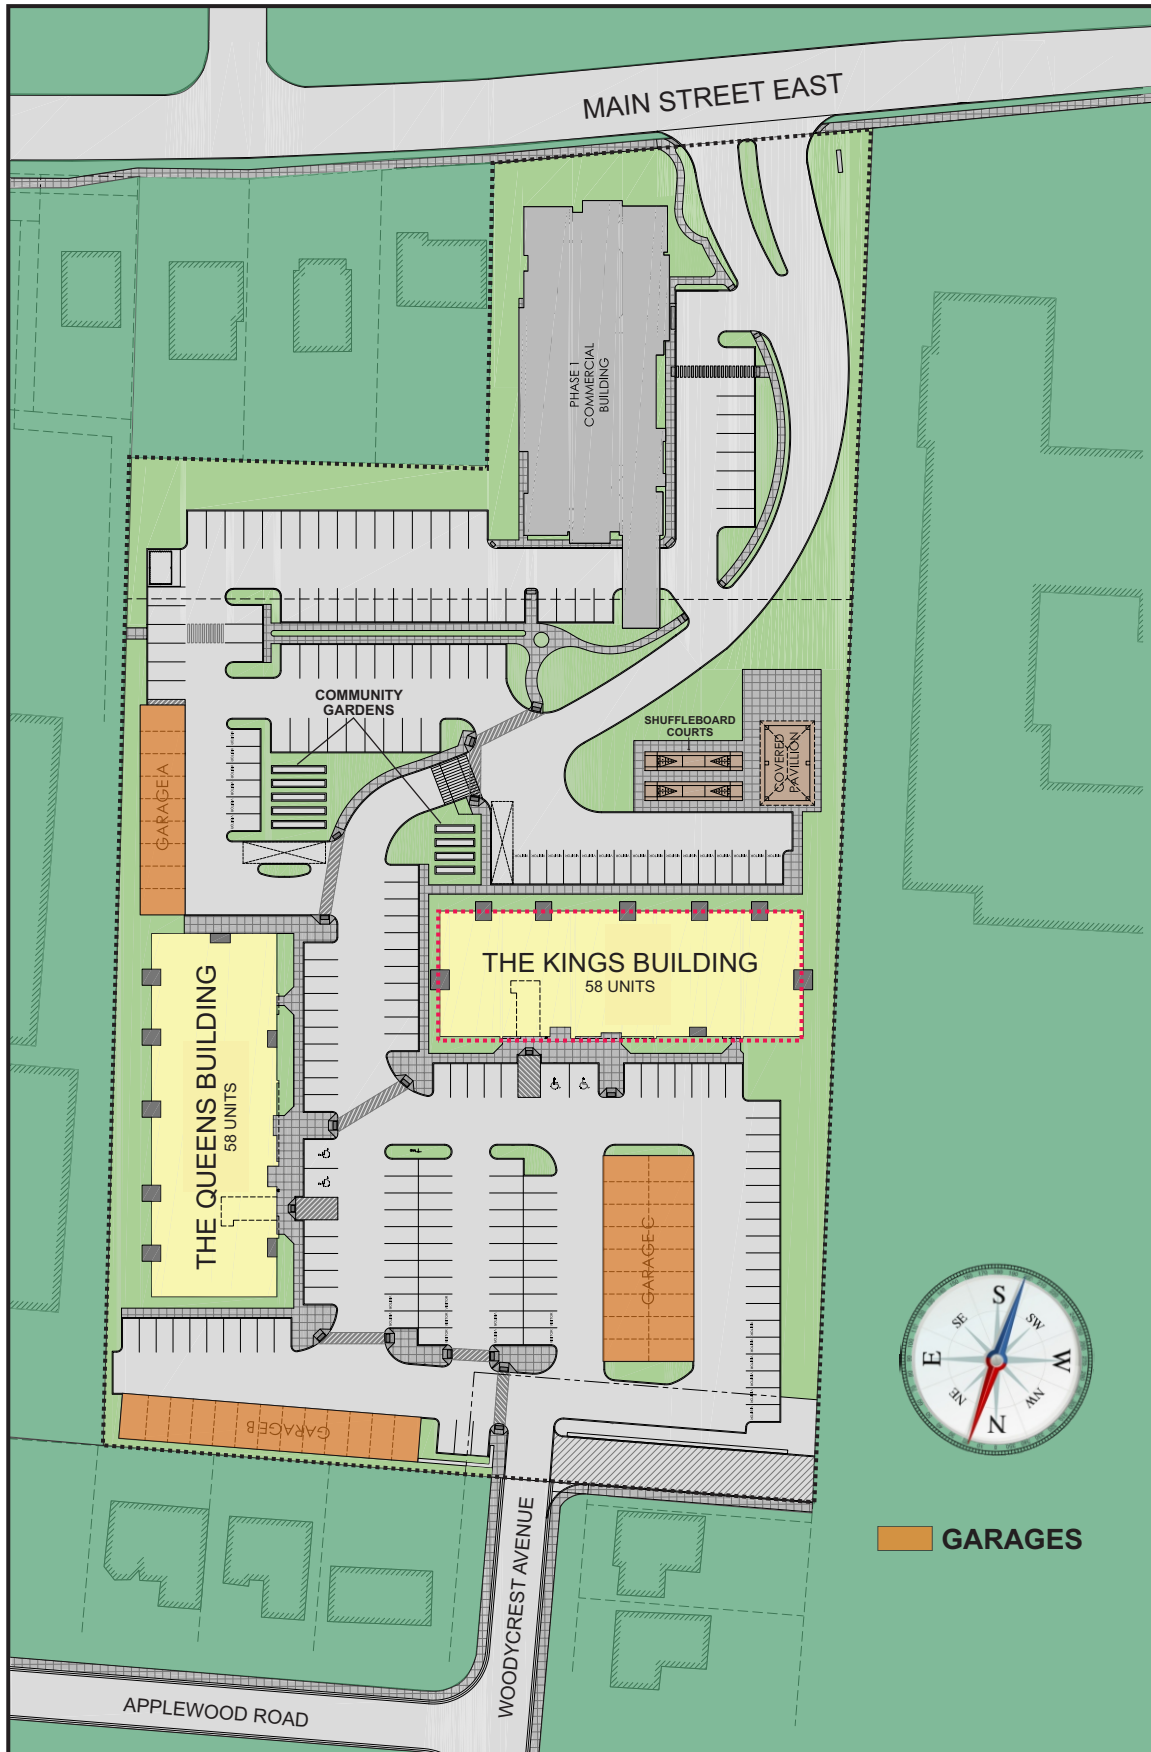 MAIN STREET EAST
PHASE 1
COMMERCIAL
BUILDING
COMMUNITY
GARDENS
SHUFFLEBOARD
COURTS
COVERED
PAVILLION
GARAGE A
THE KINGS BUILDING
58 UNITS
THE QUEENS BUILDING
58 UNITS
GARAGE C
GARAGE B
S
SE
SW
E
W
NE
NW
N
GARAGES
WOODYCREST AVENUE
APPLEWOOD ROAD